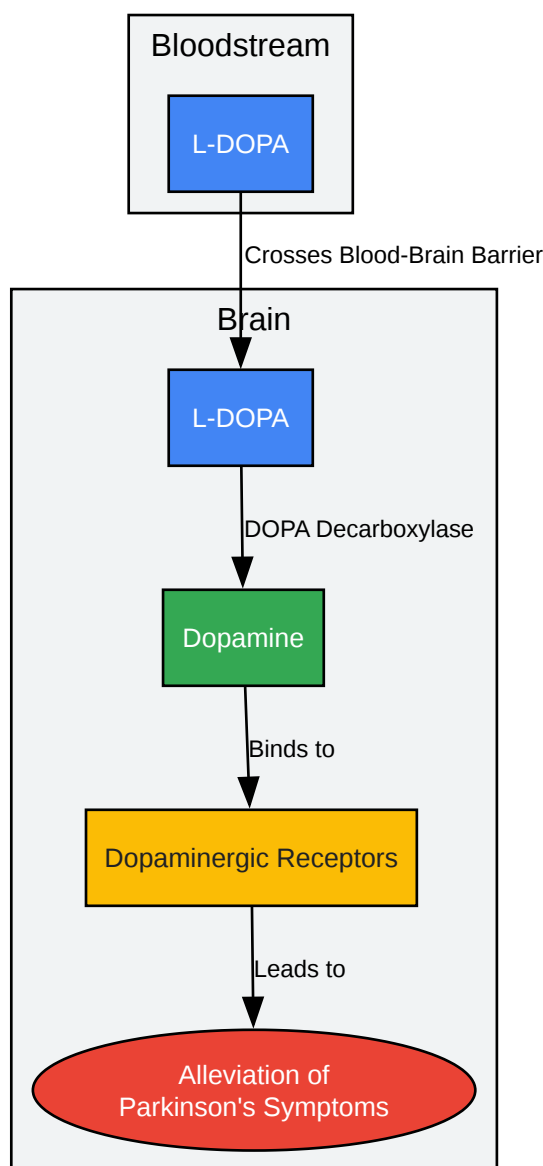 Bloodstream
L-DOPA
Crosses Blood-Brain Barrier
Brain
L-DOPA
DOPA Decarboxylase
Dopamine
Binds to
Dopaminergic Receptors
Leads to
Alleviation of
Parkinson's Symptoms